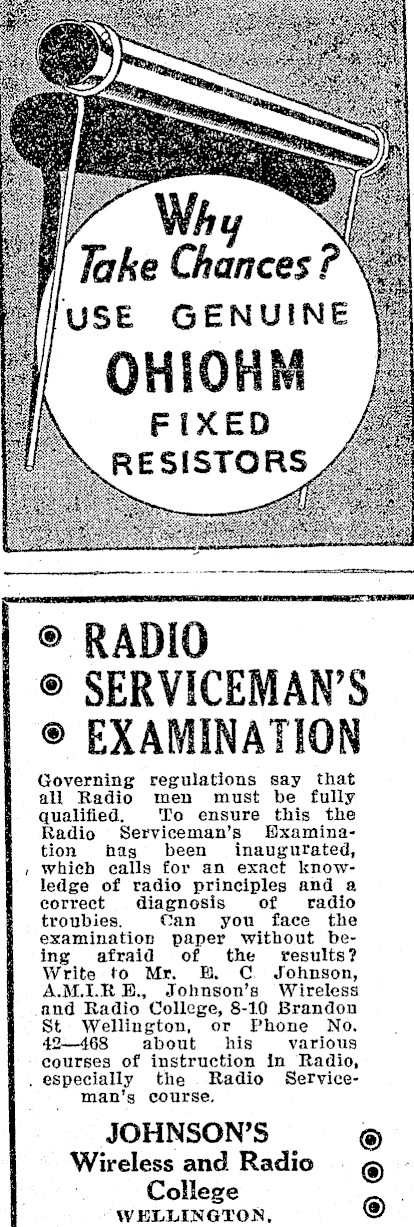 Why
Take Chances?
USE GENUINE
OHIOHM
FIXED
RESISTORS
RADIO
SERVICEMAN'S
EXAMINATION
Governing regulations say that
all Radio men must be fully
qualified. To ensure this the
Radio Serviceman's Examina-
tion has been inaugurated,
which calls for an exact know-
ledge of radio principles and a
correct diagnosis of radio
troubies. Can you face the
examination paper without be-
ing afraid of the results?
Write to Mr. E. C Johnson,
A.M.I.R E., Johnson's Wireless
and Radio College, 8-10 Brandon
St Wellington, or Phone No.
42—468 about his various
courses of instruction in Radio,
especially the Radio Service-
man's course.
JOHNSON'S
Wireless and Radio
College
WELLINGTON.